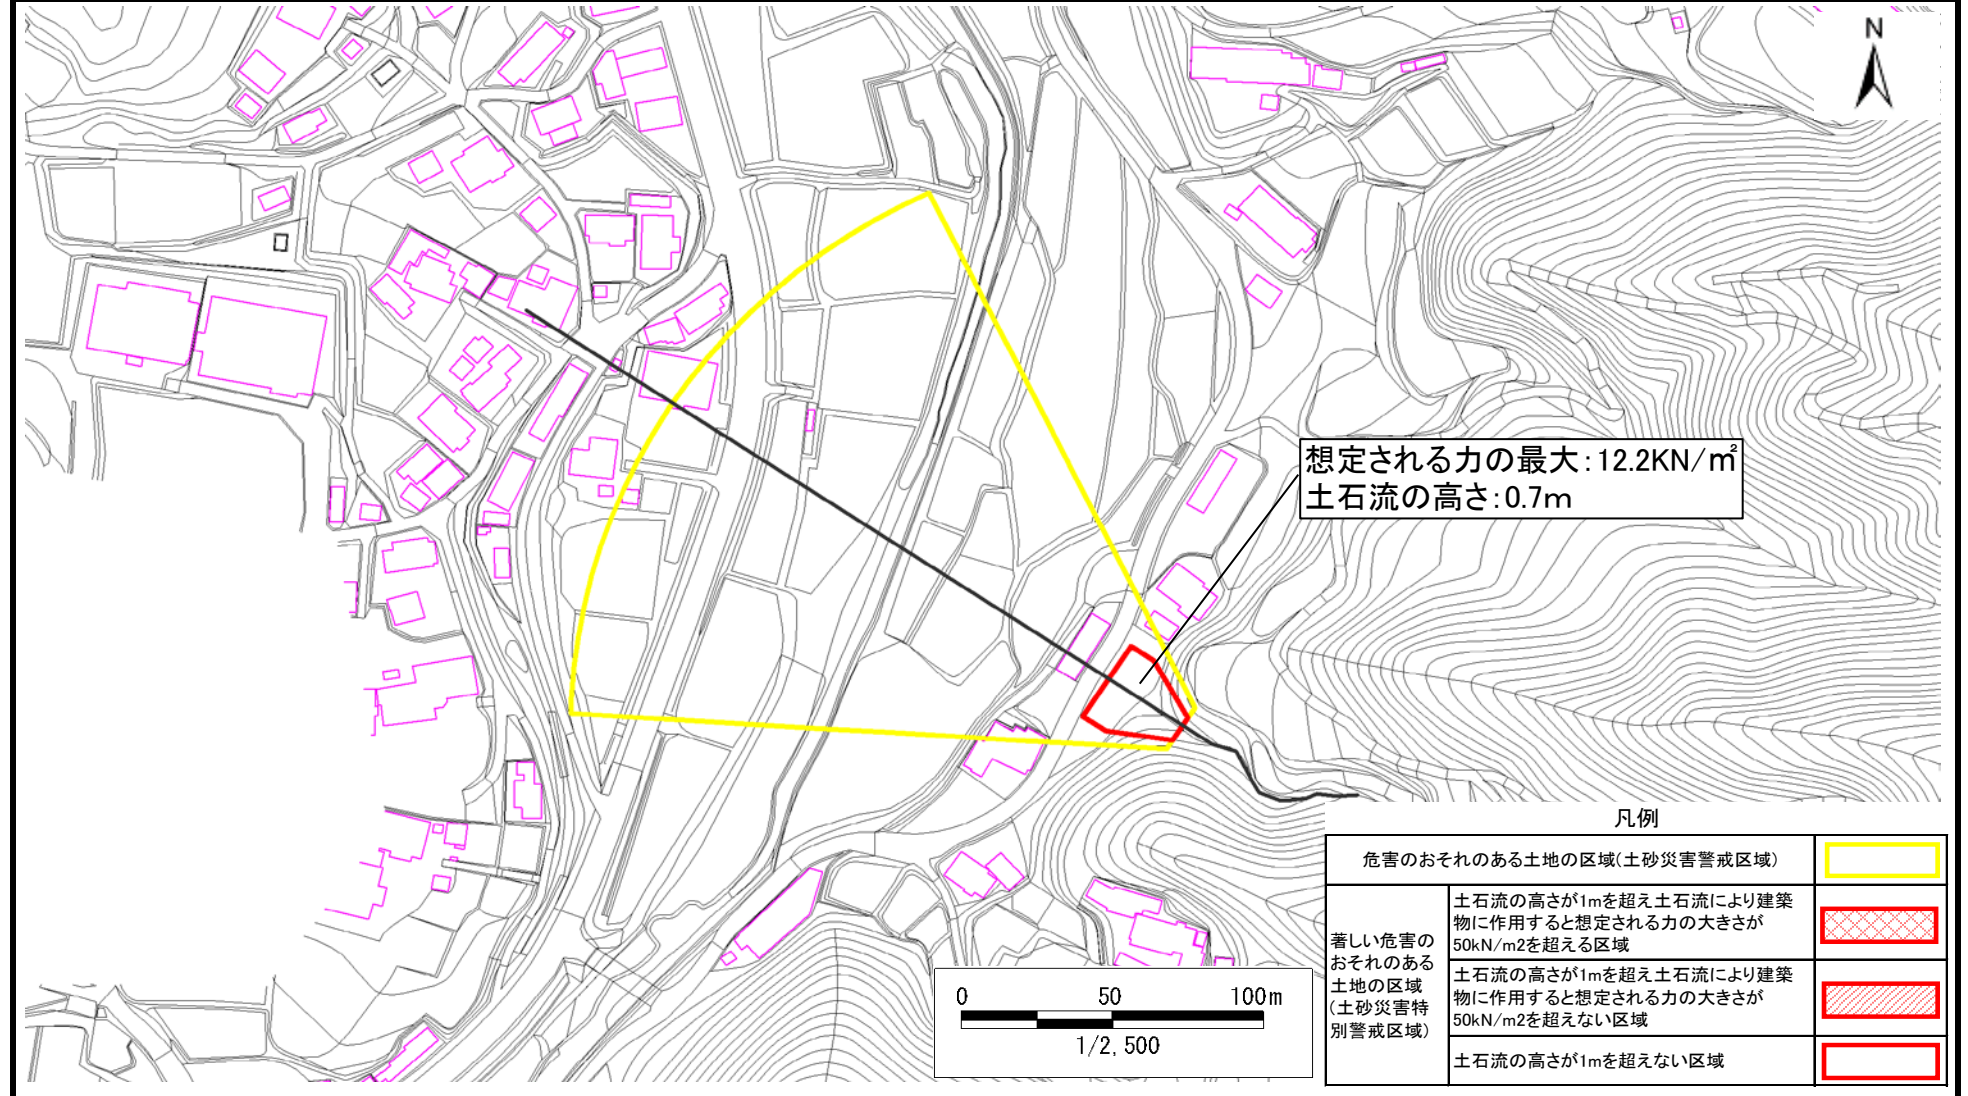 N
想定される力の最大:12.2KN/㎡
土石流の高さ:0.7m
凡例
危害のおそれのある土地の区域(土砂災害警戒区域)
著しい危害の
おそれのある
土地の区域
(土砂災害特
別警戒区域)
土石流の高さが1mを超え土石流により建築
物に作用すると想定される力の大きさが
50kN/m2を超える区域
土石流の高さが1mを超え土石流により建築
物に作用すると想定される力の大きさが
50kN/m2を超えない区域
土石流の高さが1mを超えない区域
0 50 100m
1/2,500